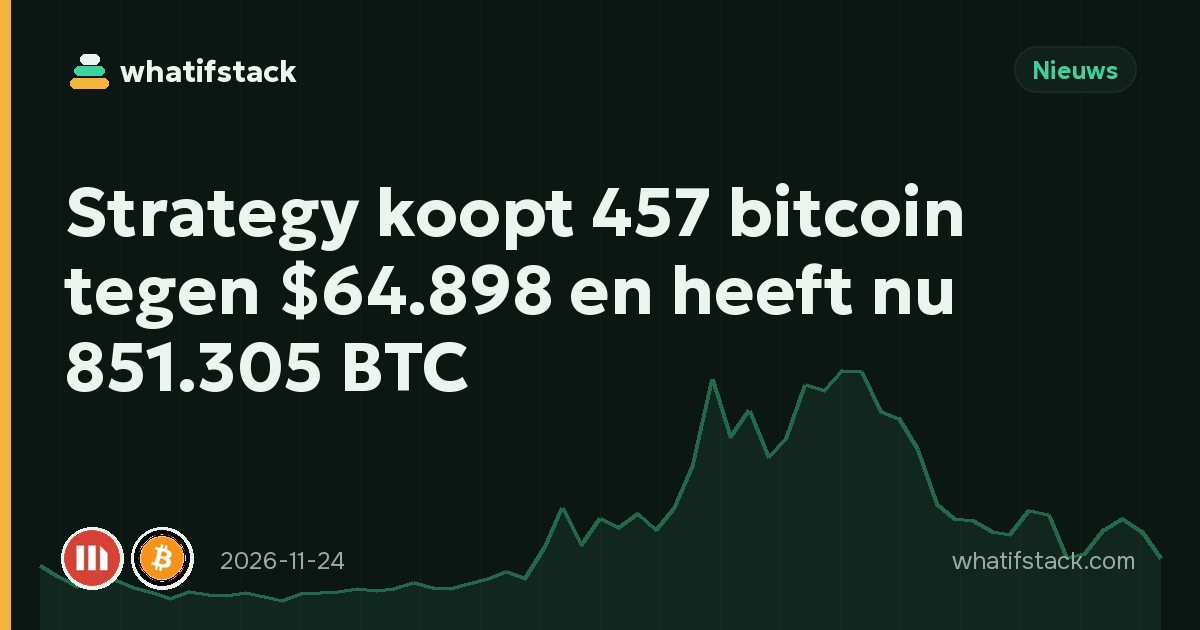 whatifstack
Nieuws
Strategy koopt 457 bitcoin
tegen $64.898 en heeft nu
851.305 BTC
2026-11-24
whatifstack.com